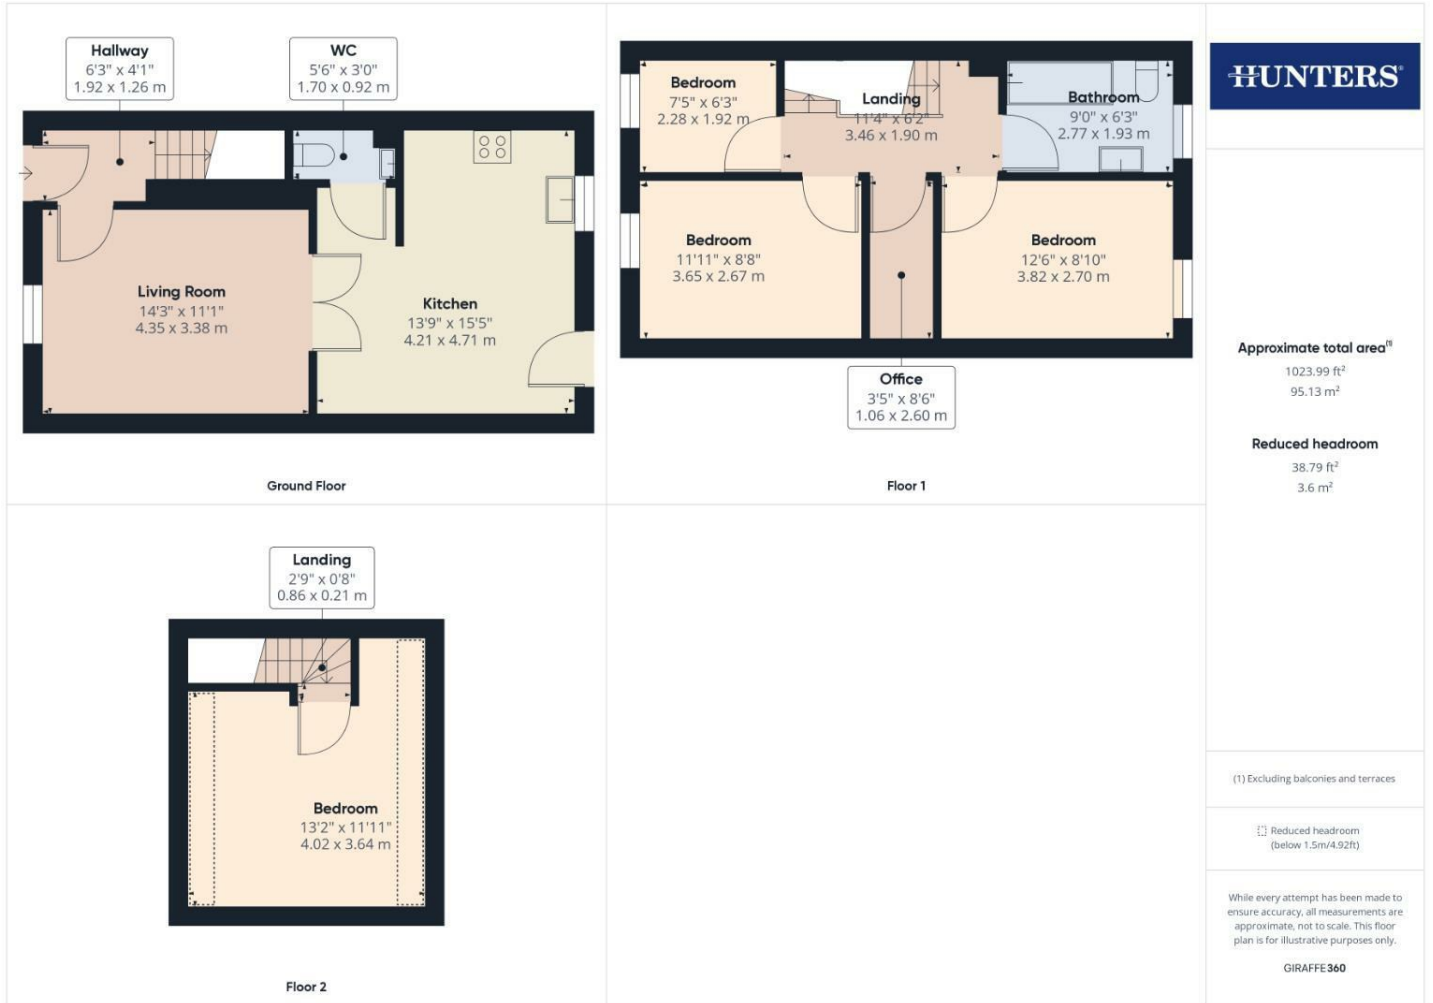 Hallway
6'3" x 4'1"
1.92 x 1.26 m
WC
5'6" x 3'0"
1.70 x 0.92 m
Living Room
14'3" x 11'1"
4.35 x 3.38 m
Kitchen
13'9" x 15'5"
4.21 x 4.71 m
Ground Floor
Bedroom
7'5" x 6'3"
2.28 x 1.92 m
Landing
11'4" x 6'2"
3.46 x 1.90 m
Bathroom
9'0" x 6'3"
2.77 x 1.93 m
Bedroom
11'11" x 8'8"
3.65 x 2.67 m
Bedroom
12'6" x 8'10"
3.82 x 2.70 m
Office
3'5" x 8'6"
1.06 x 2.60 m
Floor 1
Landing
2'9" x 0'8"
0.86 x 0.21 m
Bedroom
13'2" x 11'11"
4.02 x 3.64 m
Floor 2
HUNTERS®
Approximate total area⁽¹⁾
1023.99 ft²
95.13 m²
Reduced headroom
38.79 ft²
3.6 m²
(1) Excluding balconies and terraces
Reduced headroom
(below 1.5m/4.92ft)
While every attempt has been made to
ensure accuracy, all measurements are
approximate, not to scale. This floor
plan is for illustrative purposes only.
GIRAFFE360